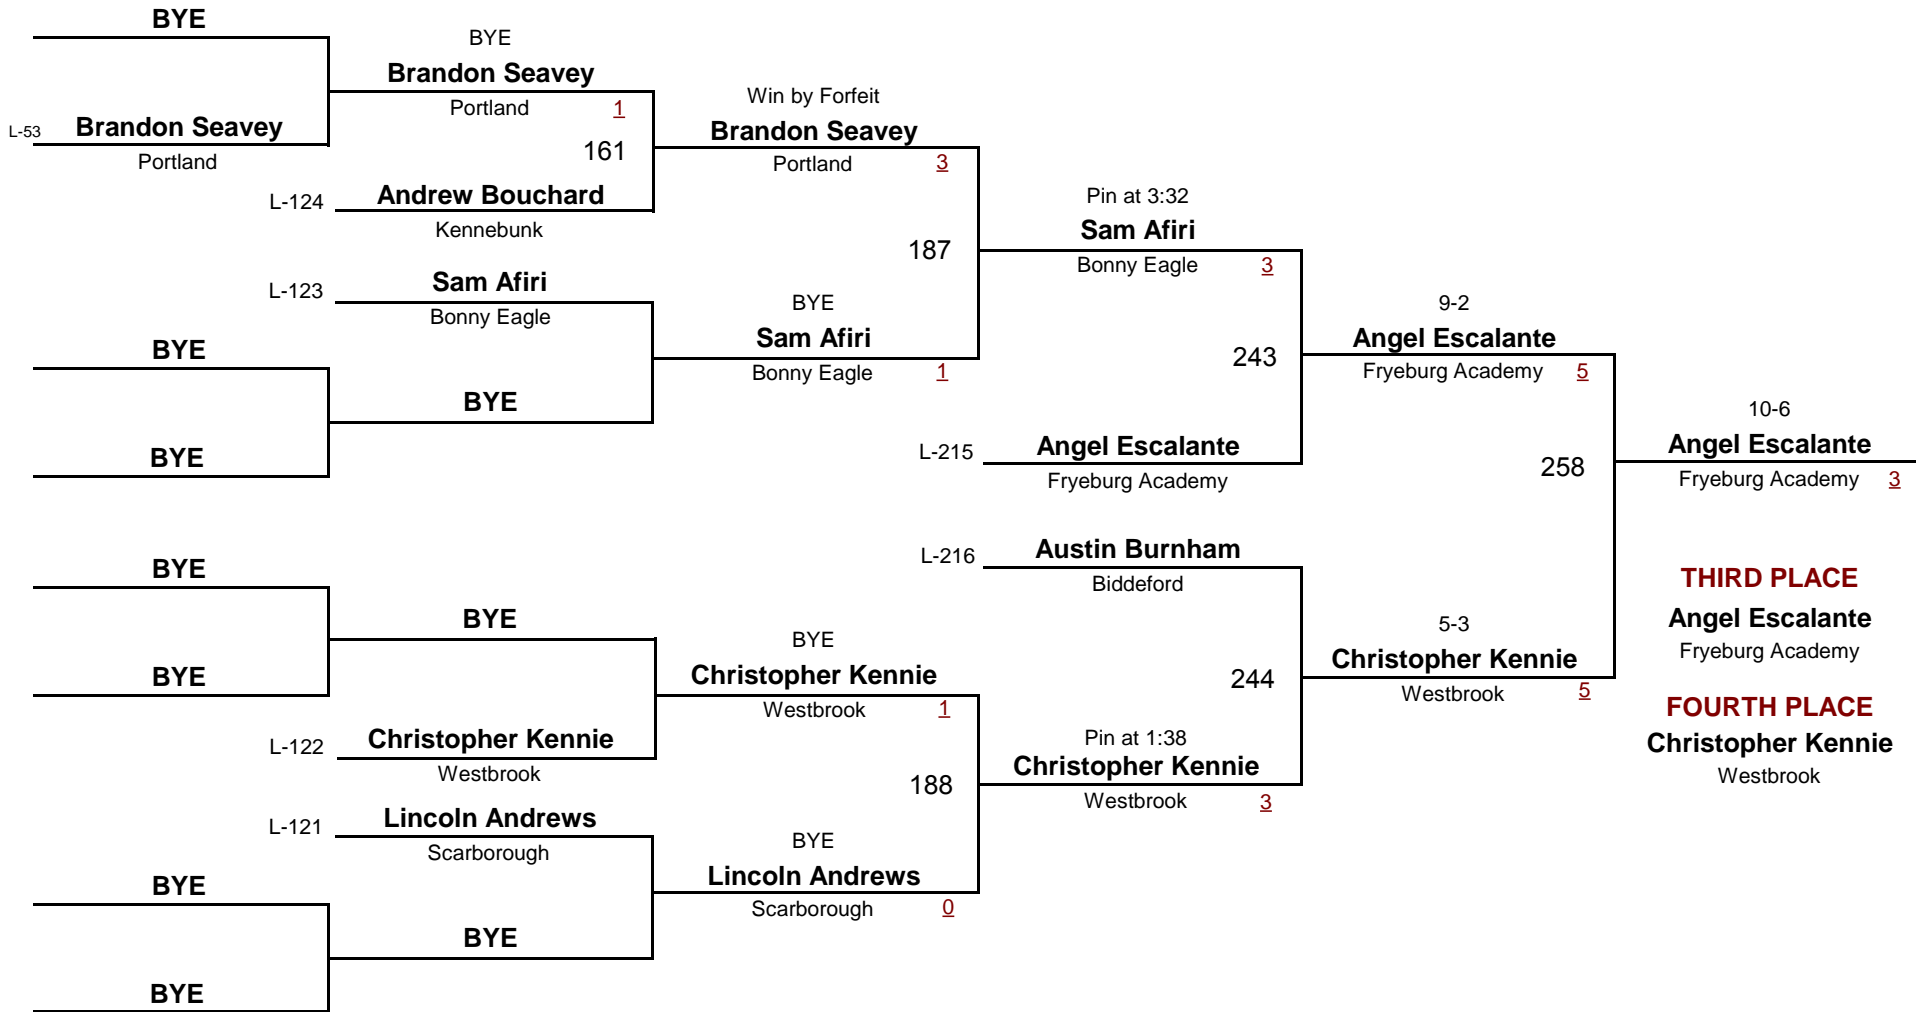 BYE
L-53 Brandon Seavey
Portland
BYE
BYE
BYE
BYE
BYE
BYE
BYE
Brandon Seavey
Portland 1
161
L-124 Andrew Bouchard
Kennebunk
L-123 Sam Afiri
Bonny Eagle
BYE
BYE
L-122 Christopher Kennie
Westbrook
L-121 Lincoln Andrews
Scarborough
BYE
Win by Forfeit
Brandon Seavey
Portland 3
187
BYE
Sam Afiri
Bonny Eagle 1
BYE
Christopher Kennie
Westbrook 1
188
BYE
Lincoln Andrews
Scarborough 0
Pin at 3:32
Sam Afiri
Bonny Eagle 3
243
L-215 Angel Escalante
Fryeburg Academy
L-216 Austin Burnham
Biddeford
244
Pin at 1:38
Christopher Kennie
Westbrook 3
9-2
Angel Escalante
Fryeburg Academy 5
258
5-3
Christopher Kennie
Westbrook 5
10-6
Angel Escalante
Fryeburg Academy 3
THIRD PLACE
Angel Escalante
Fryeburg Academy
FOURTH PLACE
Christopher Kennie
Westbrook